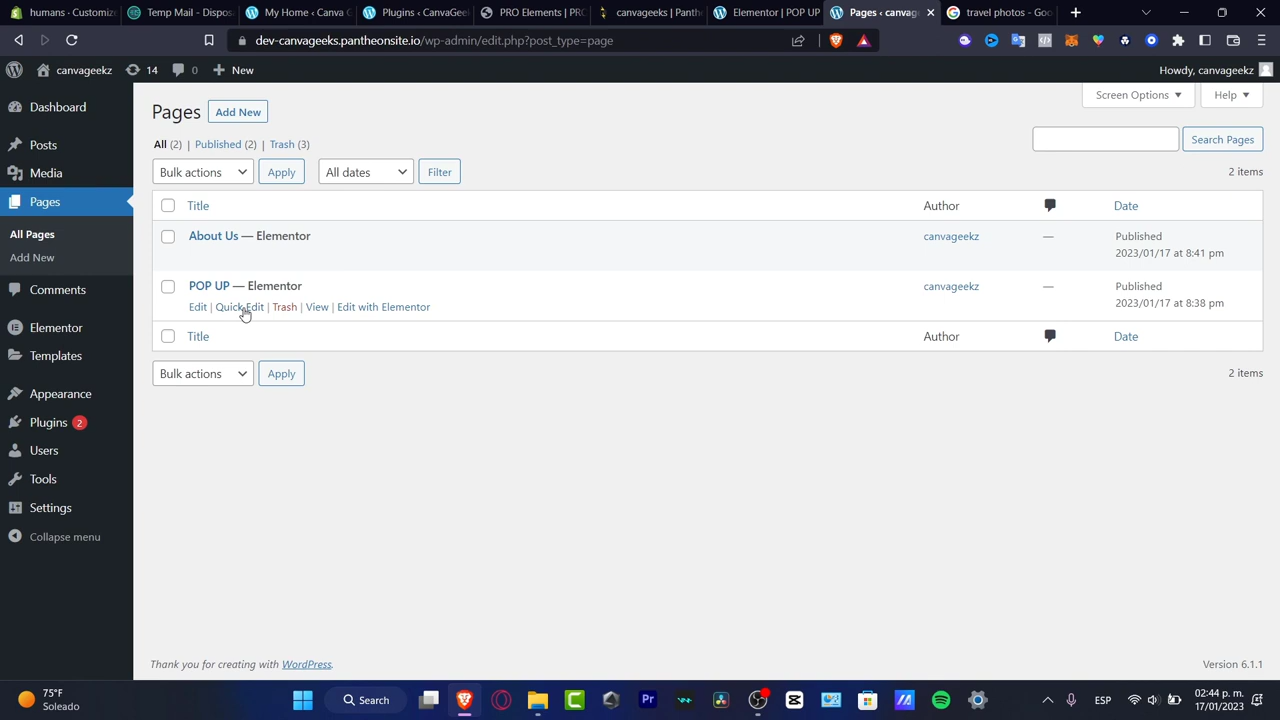 humans · Customiz
Temp Mail - Dispos
My Home ‹ Canva G
Plugins ‹ CanvaGeek
PRO Elements | PRO
canvageeks | Panth
Elementor | POP UP
Pages ‹ canvag
travel photos - Goo
dev-canvageeks.pantheonsite.io/wp-admin/edit.php?post_type=page
canvageekz
14
0
New
Howdy, canvageekz
Dashboard
Posts
Media
Pages
All Pages
Add New
Comments
Elementor
Templates
Appearance
Plugins 2
Users
Tools
Settings
Collapse menu
Screen Options
Help
Pages
Add New
All (2) | Published (2) | Trash (3)
Search Pages
Bulk actions
Apply
All dates
Filter
2 items
Title
Author
Date
About Us — Elementor
canvageekz
—
Published
2023/01/17 at 8:41 pm
POP UP — Elementor
Edit | Quick Edit | Trash | View | Edit with Elementor
canvageekz
—
Published
2023/01/17 at 8:38 pm
Title
Author
Date
Bulk actions
Apply
2 items
Thank you for creating with WordPress.
Version 6.1.1
75°F
Soleado
Search
Pr
ESP
02:44 p. m.
17/01/2023